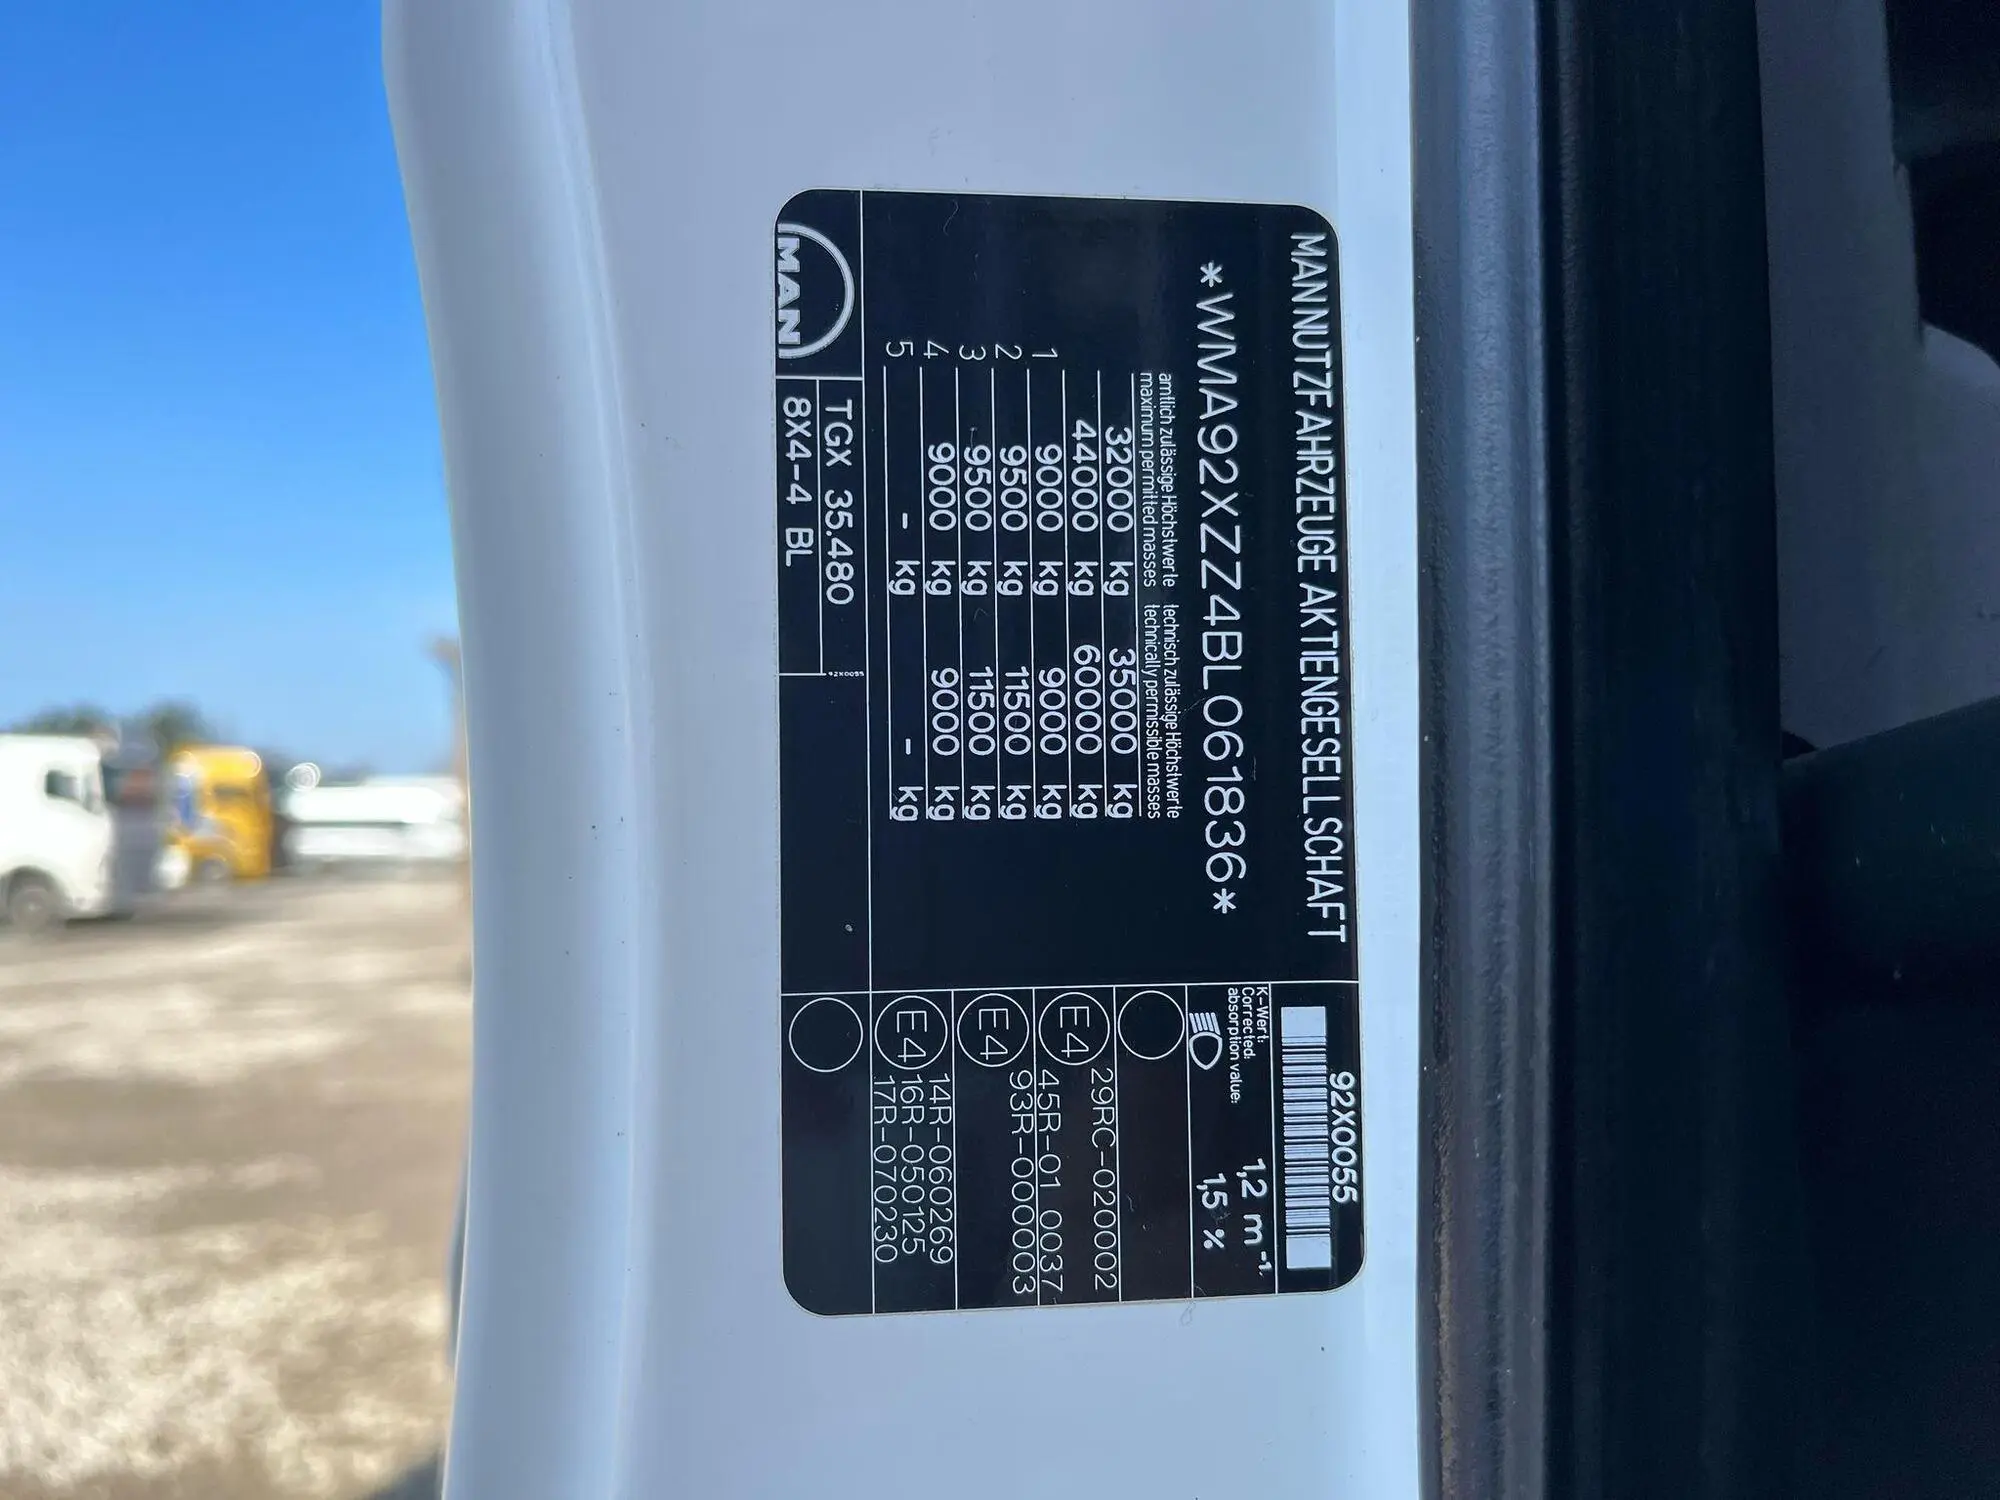 MAN NUTZFAHRZEUGE AKTIENGESELLSCHAFT
*WMA92XZZ4BL061836*
amtlich zulässige Höchstwerte technisch zulässige Höchstwerte
maximum permitted masses technically permissible masses
32000 kg 35000 kg
44000 kg 60000 kg
1 9000 kg 9000 kg
2 9500 kg 11500 kg
3 9500 kg 11500 kg
4 9000 kg 9000 kg
5 - kg - kg
92X0055
K-Wert:
Corrected:
absorption value:
1,2 m⁻¹.
1,5 %
E4 29RC-020002
45R-01 0037
E4 93R-000003
E4 14R-060269
16R-050125
17R-070230
MAN
TGX 35.480
92X0055
8X4-4 BL